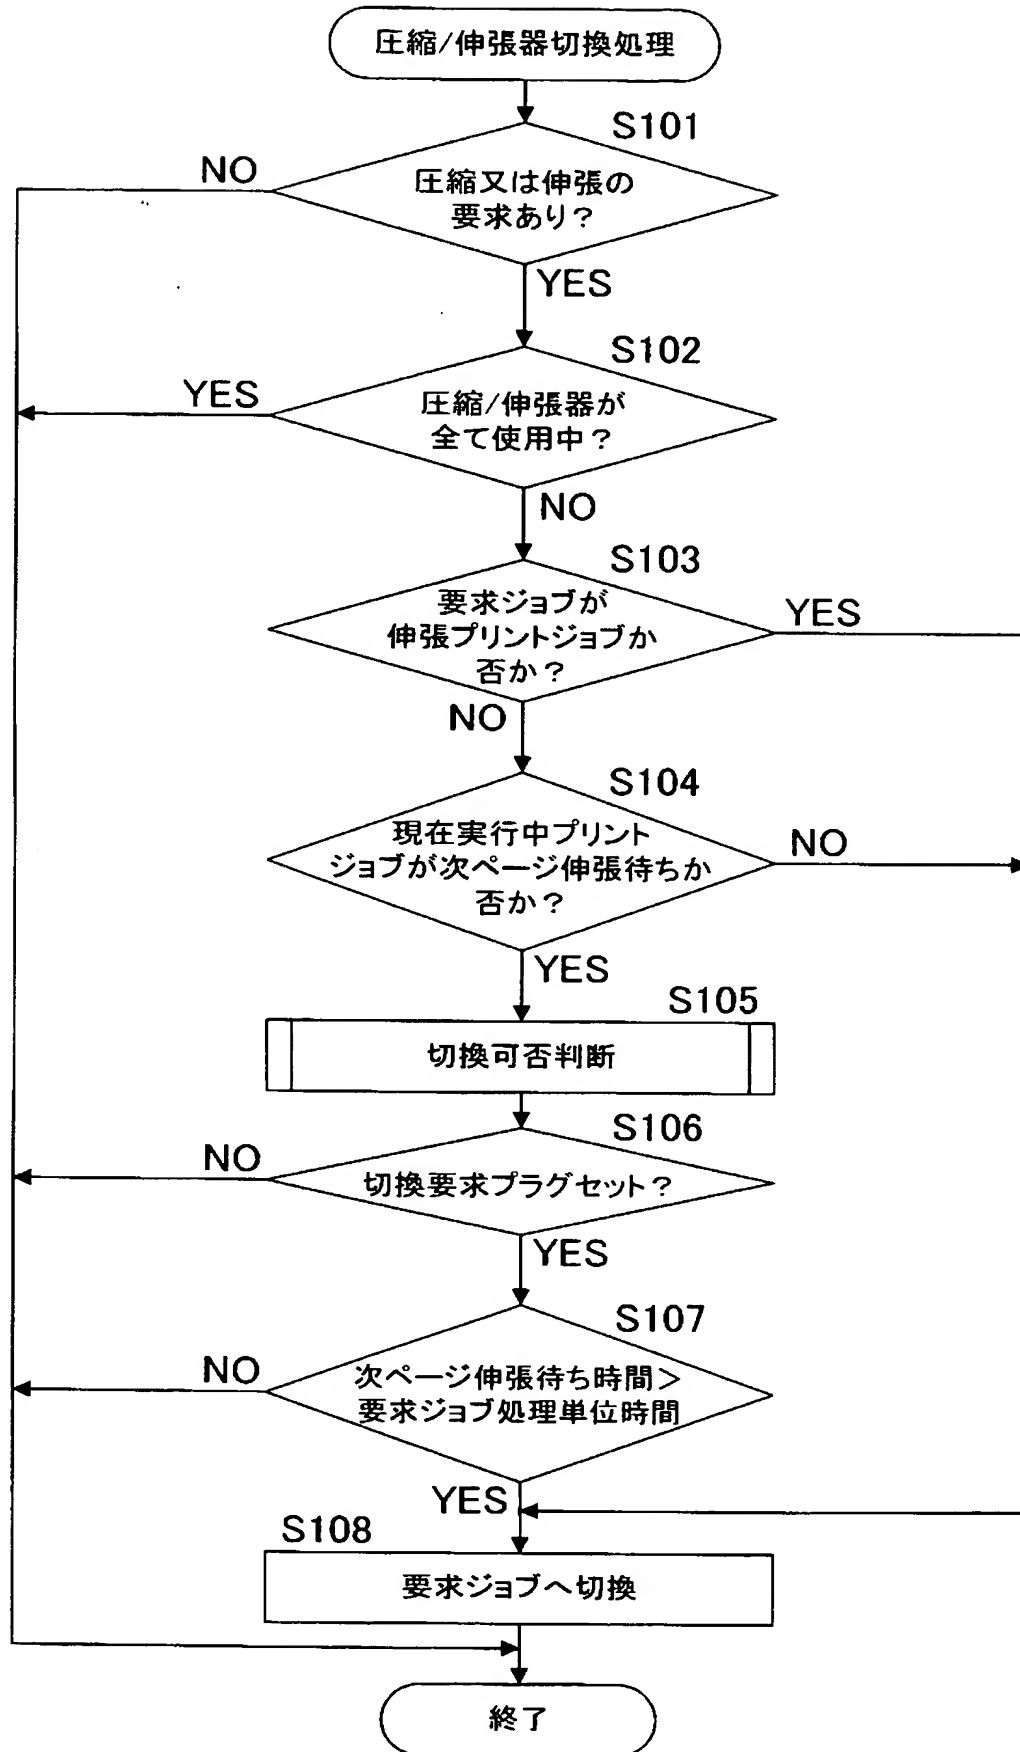 圧縮/伸張器切換処理
S101
NO
圧縮又は伸張の
要求あり?
YES
S102
YES
圧縮/伸張器が
全て使用中?
NO
S103
要求ジョブが
伸張プリントジョブか
否か?
YES
NO
S104
現在実行中プリント
ジョブが次ページ伸張待ちか
否か?
NO
YES
S105
切換可否判断
S106
NO
切換要求プラグセット?
YES
S107
NO
次ページ伸張待ち時間>
要求ジョブ処理単位時間
YES
S108
要求ジョブへ切換
終了